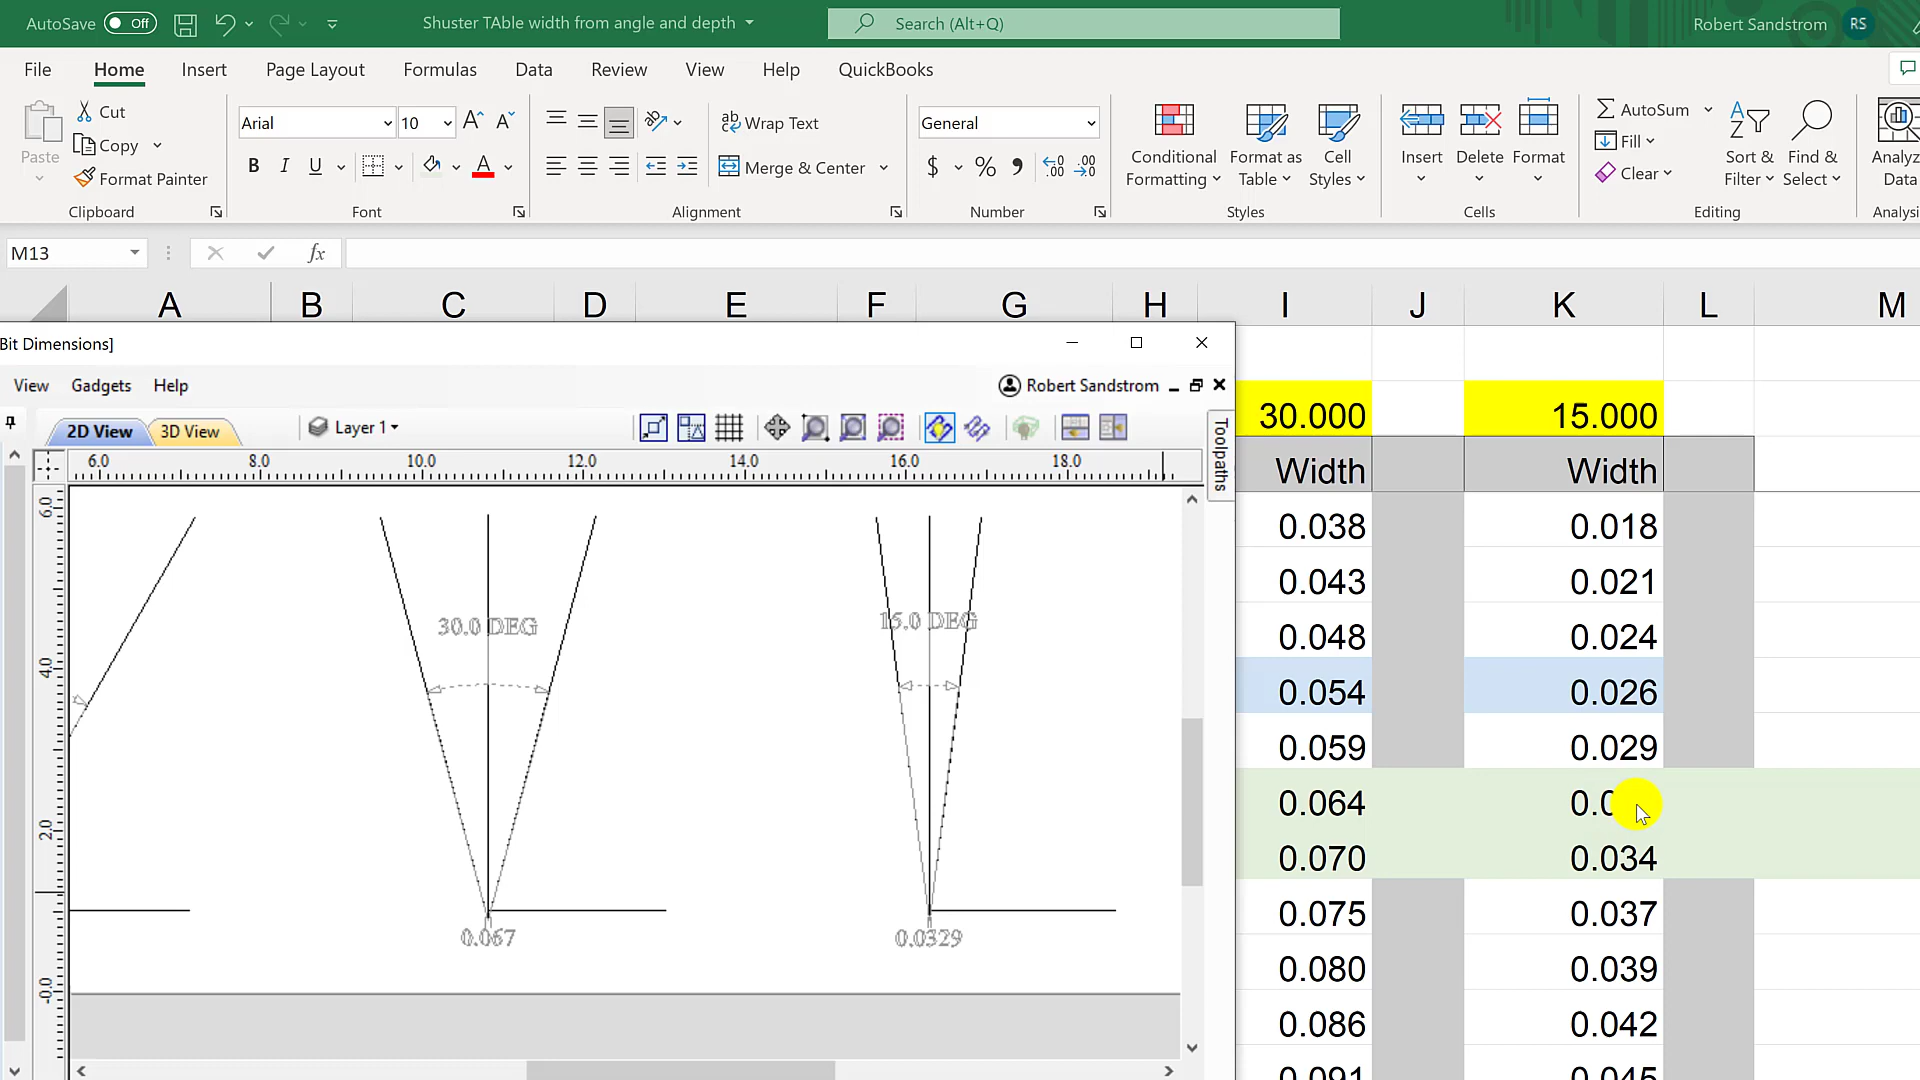 AutoSave Off Shuster TAble width from angle and depth Search (Alt+Q) Robert Sandstrom RS
File Home Insert Page Layout Formulas Data Review View Help QuickBooks
Cut
Copy
Format Painter
Paste
Clipboard
Arial 10
B I U A
Font
Wrap Text
Merge & Center
Alignment
General
$ %
Number
Conditional Formatting
Format as Table
Cell Styles
Styles
Insert Delete Format
Cells
AutoSum
Fill
Clear
Sort & Filter
Find & Select
Editing
Analyz
Data
Analysi
M13 fx
A B C D E F G H I J K L M
Bit Dimensions]
View Gadgets Help Robert Sandstrom
2D View 3D View Layer 1
Toolpaths
6.0 8.0 10.0 12.0 14.0 16.0 18.0
6.0
4.0
2.0
-0.0
30.0 DEG 15.0 DEG
0.067 0.0329
30.000 15.000
Width Width
0.038 0.018
0.043 0.021
0.048 0.024
0.054 0.026
0.059 0.029
0.064
0.070 0.034
0.075 0.037
0.080 0.039
0.086 0.042
0.091 0.045